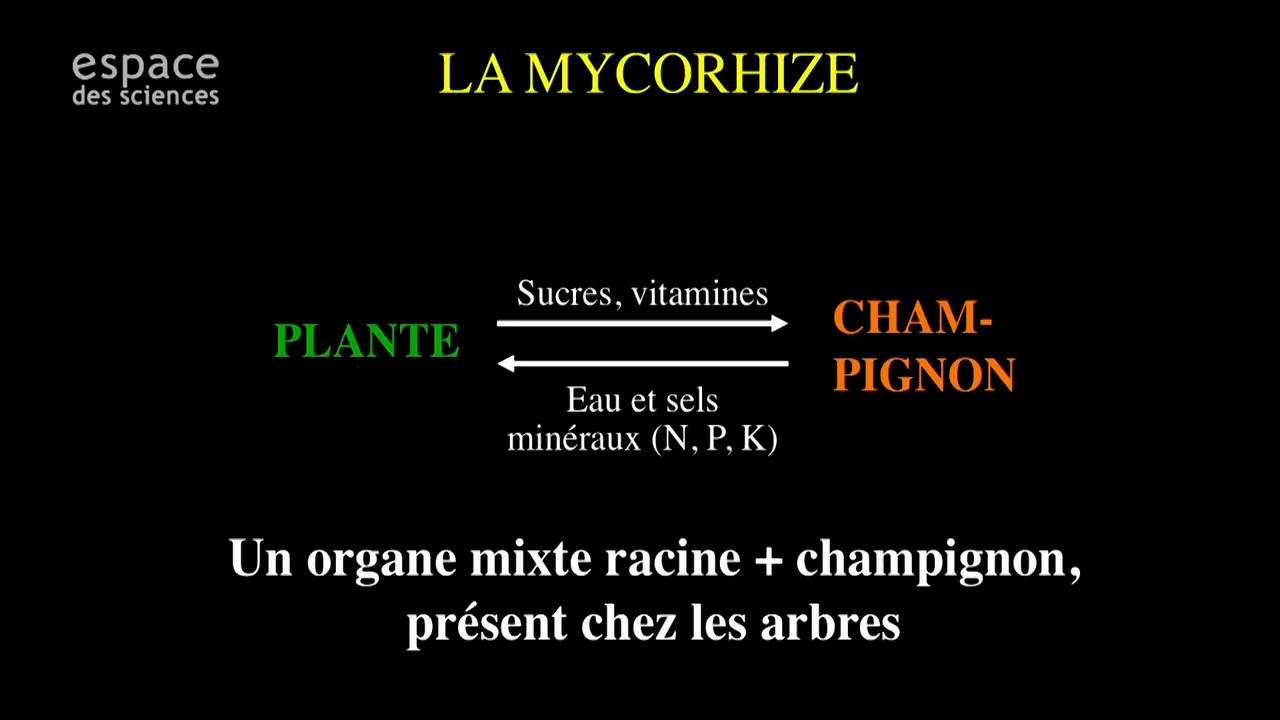 espace
des sciences
LA MYCORHIZE
Sucres, vitamines
PLANTE
CHAM-
PIGNON
Eau et sels
minéraux (N, P, K)
Un organe mixte racine + champignon,
présent chez les arbres